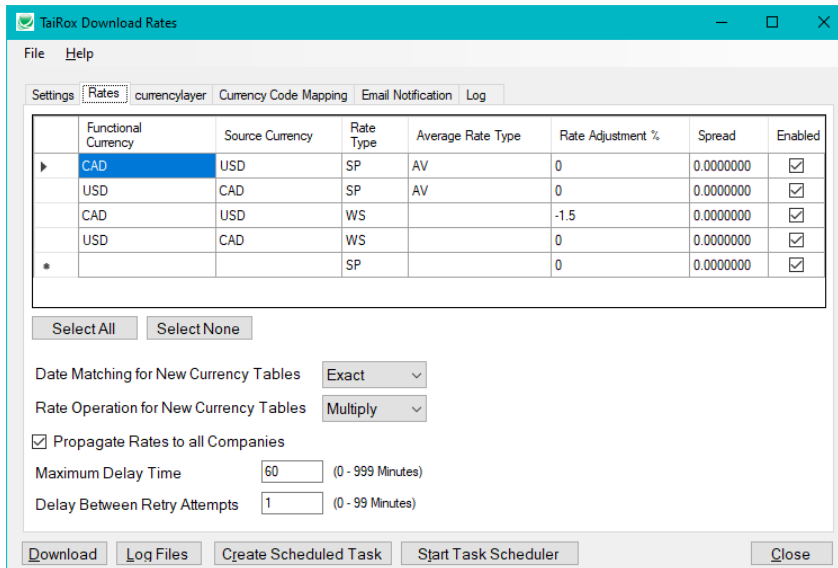 TaiRox Download Rates
File Help
Settings Rates currencylayer Currency Code Mapping Email Notification Log
Functional Currency Source Currency Rate Type Average Rate Type Rate Adjustment % Spread Enabled
CAD USD SP AV 0 0.0000000
USD CAD SP AV 0 0.0000000
CAD USD WS -1.5 0.0000000
USD CAD WS 0 0.0000000
SP 0 0.0000000
Select All Select None
Date Matching for New Currency Tables Exact
Rate Operation for New Currency Tables Multiply
Propagate Rates to all Companies
Maximum Delay Time 60 (0 - 999 Minutes)
Delay Between Retry Attempts 1 (0 - 99 Minutes)
Download Log Files Create Scheduled Task Start Task Scheduler Close